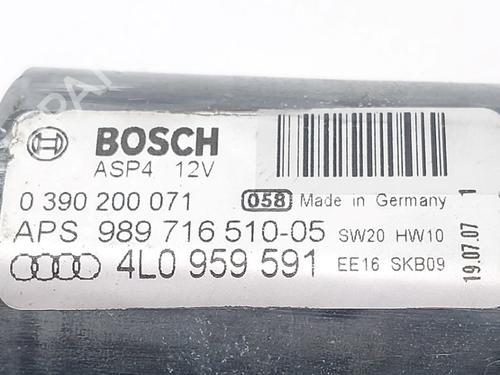 BOSCH
ASP4 12V
0 390 200 071
058 Made in Germany
APS 989 716 510-05 SW20 HW10
4L0 959 591 EE16 SKB09
19.07.07 1